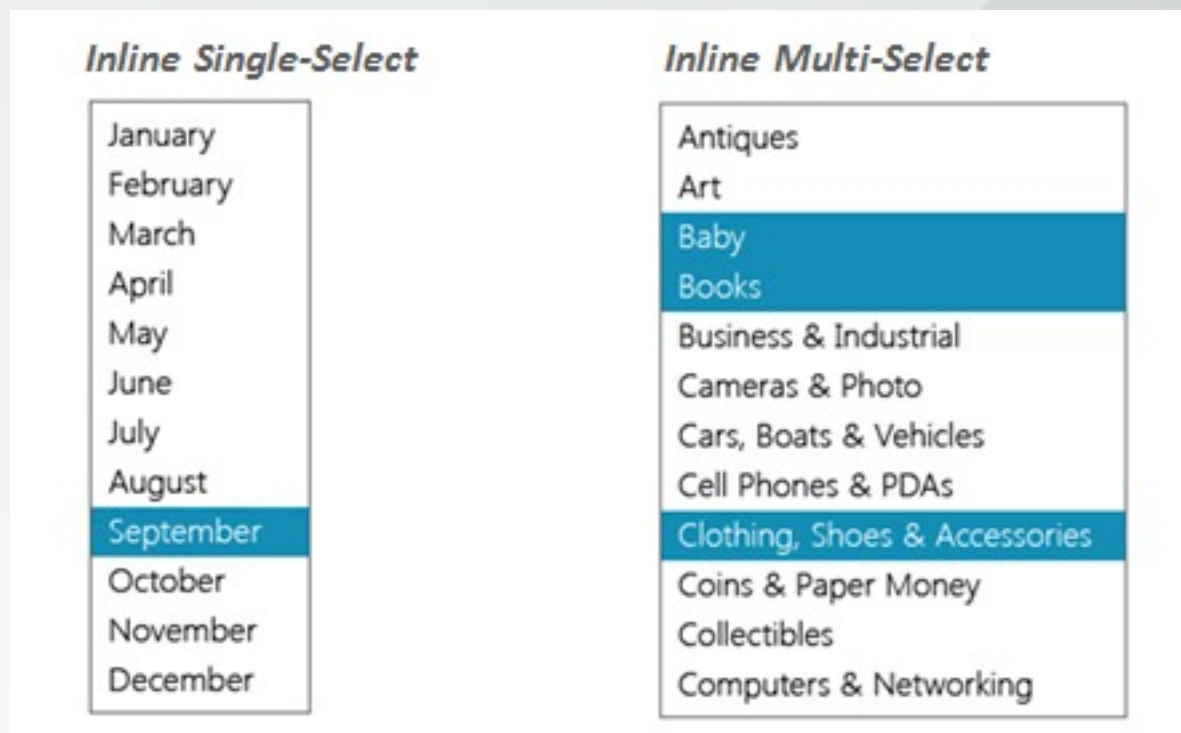 Inline Single-Select
January
February
March
April
May
June
July
August
September
October
November
December
Inline Multi-Select
Antiques
Art
Baby
Books
Business & Industrial
Cameras & Photo
Cars, Boats & Vehicles
Cell Phones & PDAs
Clothing, Shoes & Accessories
Coins & Paper Money
Collectibles
Computers & Networking